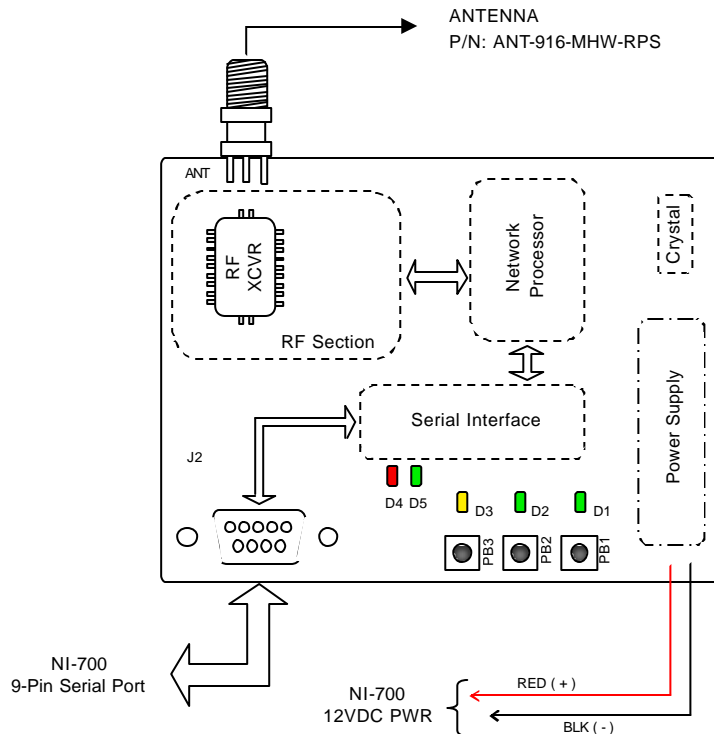 ANTENNA
P/N: ANT-916-MHW-RPS
ANT
RF
XCVR
RF Section
Network
Processor
Crystal
Serial Interface
Power Supply
J2
D4 D5
D3
D2
D1
PB3
PB2
PB1
NI-700
9-Pin Serial Port
NI-700
12VDC PWR
RED ( + )
BLK ( - )